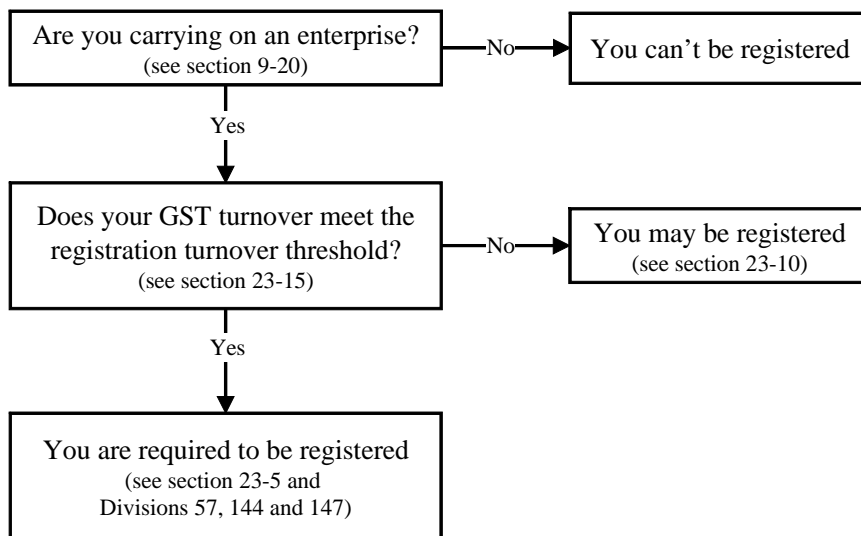 Are you carrying on an enterprise?
(see section 9-20)
No
You can’t be registered
Yes
Does your GST turnover meet the
registration turnover threshold?
(see section 23-15)
No
You may be registered
(see section 23-10)
Yes
You are required to be registered
(see section 23-5 and
Divisions 57, 144 and 147)